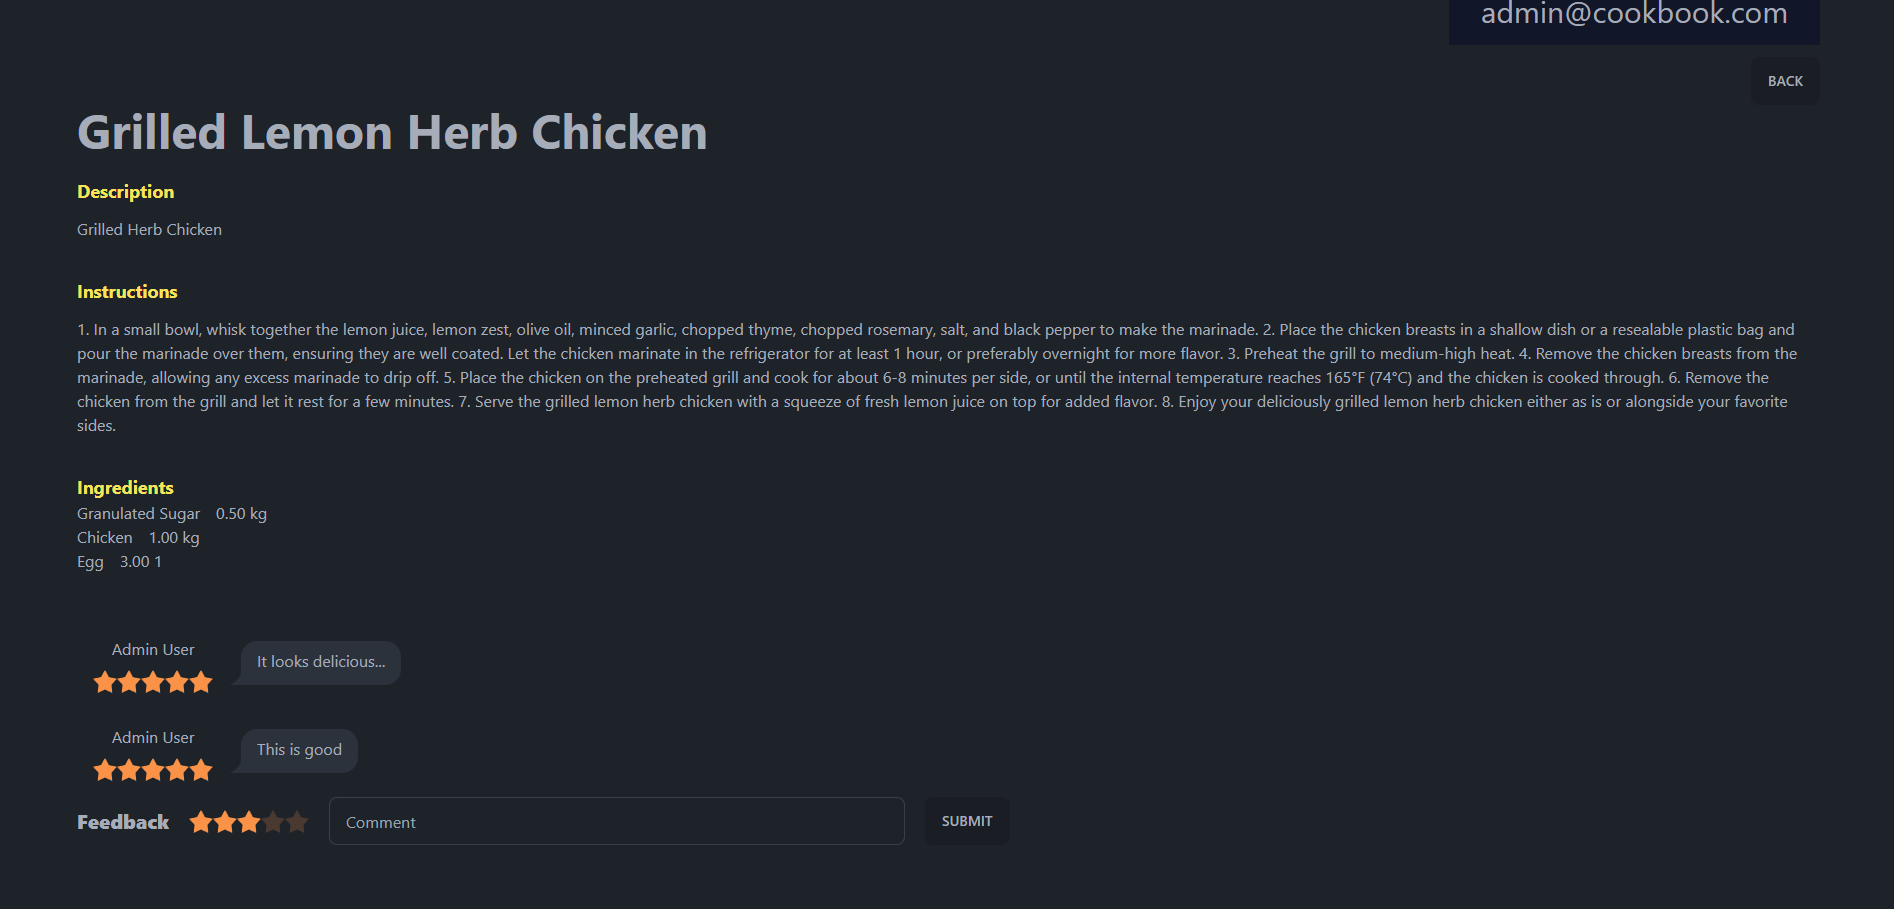 admin@cookbook.com
BACK
Grilled Lemon Herb Chicken
Description
Grilled Herb Chicken
Instructions
1. In a small bowl, whisk together the lemon juice, lemon zest, olive oil, minced garlic, chopped thyme, chopped rosemary, salt, and black pepper to make the marinade. 2. Place the chicken breasts in a shallow dish or a resealable plastic bag and
pour the marinade over them, ensuring they are well coated. Let the chicken marinate in the refrigerator for at least 1 hour, or preferably overnight for more flavor. 3. Preheat the grill to medium-high heat. 4. Remove the chicken breasts from the
marinade, allowing any excess marinade to drip off. 5. Place the chicken on the preheated grill and cook for about 6-8 minutes per side, or until the internal temperature reaches 165°F (74°C) and the chicken is cooked through. 6. Remove the
chicken from the grill and let it rest for a few minutes. 7. Serve the grilled lemon herb chicken with a squeeze of fresh lemon juice on top for added flavor. 8. Enjoy your deliciously grilled lemon herb chicken either as is or alongside your favorite
sides.
Ingredients
Granulated Sugar 0.50 kg
Chicken 1.00 kg
Egg 3.00 1
Admin User
It looks delicious...
Admin User
This is good
Feedback Comment SUBMIT